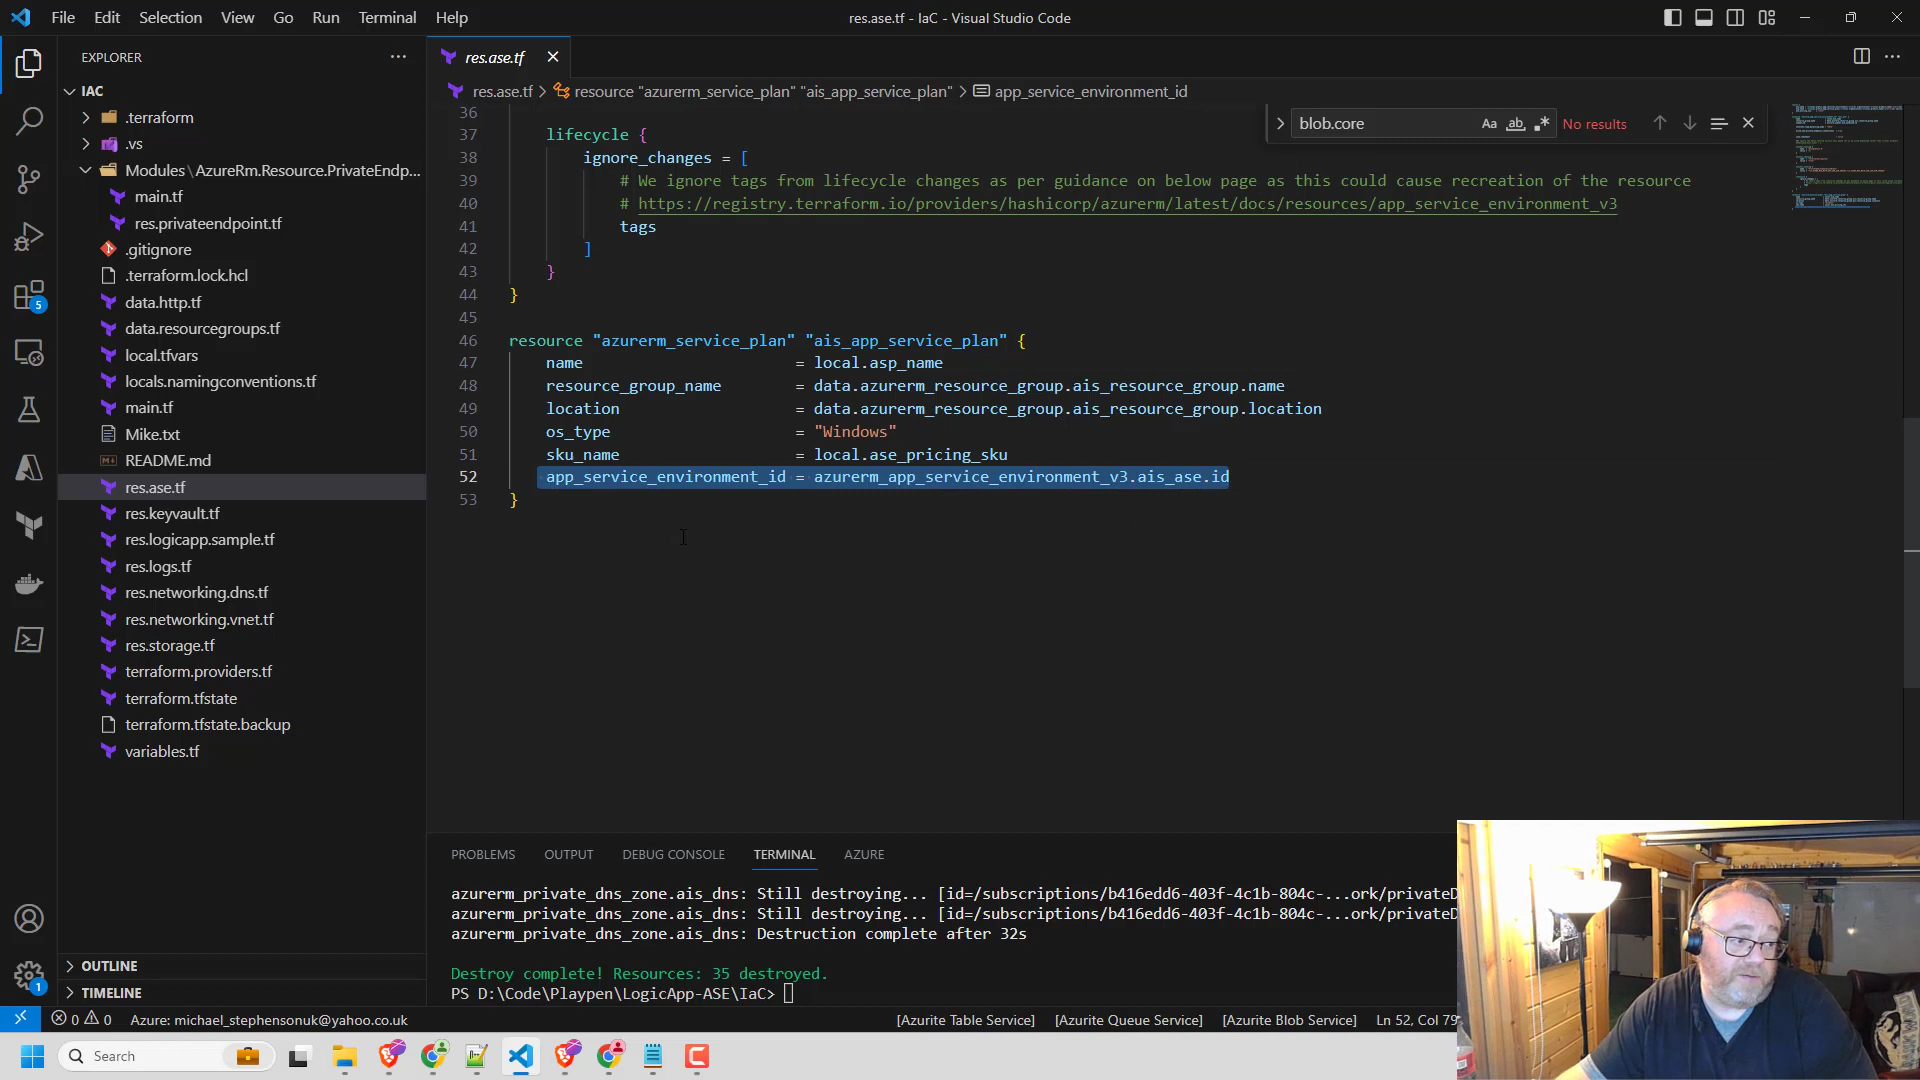 File Edit Selection View Go Run Terminal Help
res.ase.tf - IaC - Visual Studio Code
EXPLORER
IAC
.terraform
.vs
Modules\AzureRm.Resource.PrivateEndp...
main.tf
res.privateendpoint.tf
.gitignore
.terraform.lock.hcl
data.http.tf
data.resourcegroups.tf
local.tfvars
locals.namingconventions.tf
main.tf
Mike.txt
README.md
res.ase.tf
res.keyvault.tf
res.logicapp.sample.tf
res.logs.tf
res.networking.dns.tf
res.networking.vnet.tf
res.storage.tf
terraform.providers.tf
terraform.tfstate
terraform.tfstate.backup
variables.tf
OUTLINE
TIMELINE
5
1
res.ase.tf
res.ase.tf > resource "azurerm_service_plan" "ais_app_service_plan" > app_service_environment_id
blob.core
Aa ab
No results
36
37 lifecycle {
38 ignore_changes = [
39 # We ignore tags from lifecycle changes as per guidance on below page as this could cause recreation of the resource
40 # https://registry.terraform.io/providers/hashicorp/azurerm/latest/docs/resources/app_service_environment_v3
41 tags
42 ]
43 }
44 }
45
46 resource "azurerm_service_plan" "ais_app_service_plan" {
47 name = local.asp_name
48 resource_group_name = data.azurerm_resource_group.ais_resource_group.name
49 location = data.azurerm_resource_group.ais_resource_group.location
50 os_type = "Windows"
51 sku_name = local.ase_pricing_sku
52 app_service_environment_id = azurerm_app_service_environment_v3.ais_ase.id
53 }
PROBLEMS OUTPUT DEBUG CONSOLE TERMINAL AZURE
azurerm_private_dns_zone.ais_dns: Still destroying... [id=/subscriptions/b416edd6-403f-4c1b-804c-...ork/privateD
azurerm_private_dns_zone.ais_dns: Still destroying... [id=/subscriptions/b416edd6-403f-4c1b-804c-...ork/privateD
azurerm_private_dns_zone.ais_dns: Destruction complete after 32s
Destroy complete! Resources: 35 destroyed.
PS D:\Code\Playpen\LogicApp-ASE\IaC>
0 0 Azure: michael_stephensonuk@yahoo.co.uk
[Azurite Table Service] [Azurite Queue Service] [Azurite Blob Service] Ln 52, Col 79
Search